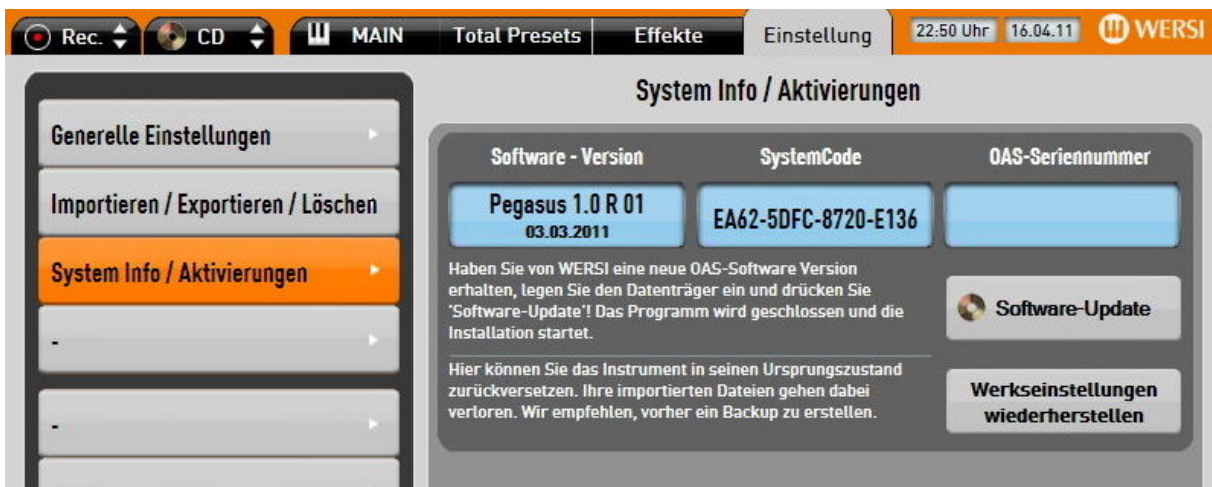 Rec. CD MAIN Total Presets Effekte Einstellung 22:50 Uhr 16.04.11 WERSI
System Info / Aktivierungen
Generelle Einstellungen
Importieren / Exportieren / Löschen
System Info / Aktivierungen
-
-
Software - Version SystemCode OAS-Seriennummer
Pegasus 1.0 R 01
03.03.2011
EA62-5DFC-8720-E136
Haben Sie von WERSI eine neue OAS-Software Version
erhalten, legen Sie den Datenträger ein und drücken Sie
'Software-Update'! Das Programm wird geschlossen und die
Installation startet.
Software-Update
Hier können Sie das Instrument in seinen Ursprungszustand
zurückversetzen. Ihre importierten Dateien gehen dabei
verloren. Wir empfehlen, vorher ein Backup zu erstellen.
Werkseinstellungen
wiederherstellen